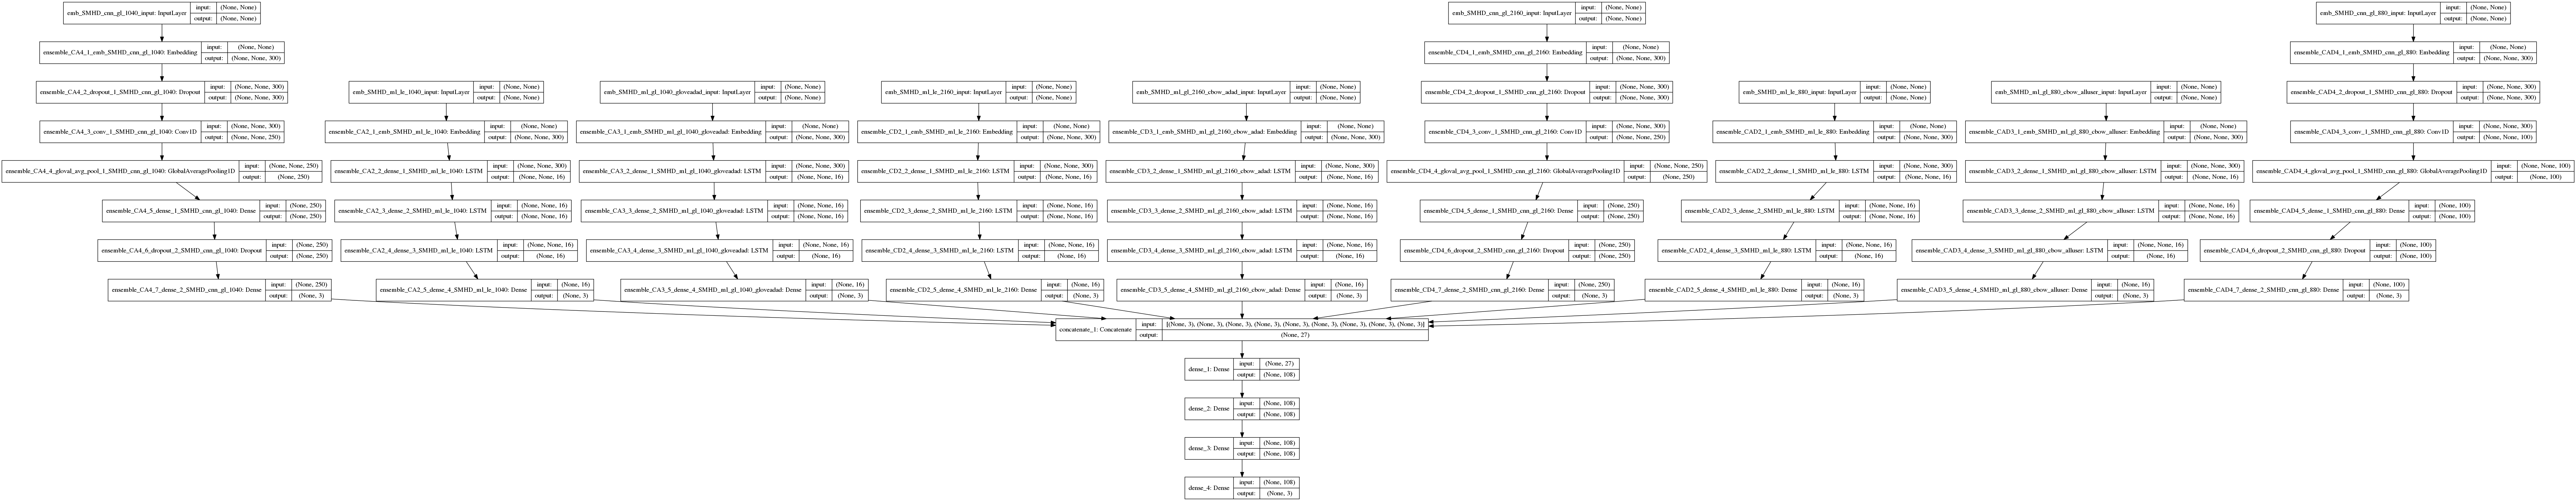 emb_SMHD_cnn_gl_1040_input: InputLayer
input: (None, None)
output: (None, None)
emb_SMHD_cnn_gl_2160_input: InputLayer
input: (None, None)
output: (None, None)
emb_SMHD_cnn_gl_880_input: InputLayer
input: (None, None)
output: (None, None)
ensemble_CA4_1_emb_SMHD_cnn_gl_1040: Embedding
input: (None, None)
output: (None, None, 300)
ensemble_CD4_1_emb_SMHD_cnn_gl_2160: Embedding
input: (None, None)
output: (None, None, 300)
ensemble_CAD4_1_emb_SMHD_cnn_gl_880: Embedding
input: (None, None)
output: (None, None, 300)
ensemble_CA4_2_dropout_1_SMHD_cnn_gl_1040: Dropout
input: (None, None, 300)
output: (None, None, 300)
emb_SMHD_ml_le_1040_input: InputLayer
input: (None, None)
output: (None, None)
emb_SMHD_ml_gl_1040_gloveadad_input: InputLayer
input: (None, None)
output: (None, None)
emb_SMHD_ml_le_2160_input: InputLayer
input: (None, None)
output: (None, None)
emb_SMHD_ml_gl_2160_cbow_adad_input: InputLayer
input: (None, None)
output: (None, None)
ensemble_CD4_2_dropout_1_SMHD_cnn_gl_2160: Dropout
input: (None, None, 300)
output: (None, None, 300)
emb_SMHD_ml_le_880_input: InputLayer
input: (None, None)
output: (None, None)
emb_SMHD_ml_gl_880_cbow_alluser_input: InputLayer
input: (None, None)
output: (None, None)
ensemble_CAD4_2_dropout_1_SMHD_cnn_gl_880: Dropout
input: (None, None, 300)
output: (None, None, 300)
ensemble_CA4_3_conv_1_SMHD_cnn_gl_1040: Conv1D
input: (None, None, 300)
output: (None, None, 250)
ensemble_CA2_1_emb_SMHD_ml_le_1040: Embedding
input: (None, None)
output: (None, None, 300)
ensemble_CA3_1_emb_SMHD_ml_gl_1040_gloveadad: Embedding
input: (None, None)
output: (None, None, 300)
ensemble_CD2_1_emb_SMHD_ml_le_2160: Embedding
input: (None, None)
output: (None, None, 300)
ensemble_CD3_1_emb_SMHD_ml_gl_2160_cbow_adad: Embedding
input: (None, None)
output: (None, None, 300)
ensemble_CD4_3_conv_1_SMHD_cnn_gl_2160: Conv1D
input: (None, None, 300)
output: (None, None, 250)
ensemble_CAD2_1_emb_SMHD_ml_le_880: Embedding
input: (None, None)
output: (None, None, 300)
ensemble_CAD3_1_emb_SMHD_ml_gl_880_cbow_alluser: Embedding
input: (None, None)
output: (None, None, 300)
ensemble_CAD4_3_conv_1_SMHD_cnn_gl_880: Conv1D
input: (None, None, 300)
output: (None, None, 100)
ensemble_CA4_4_gloval_avg_pool_1_SMHD_cnn_gl_1040: GlobalAveragePooling1D
input: (None, None, 250)
output: (None, 250)
ensemble_CA2_2_dense_1_SMHD_ml_le_1040: LSTM
input: (None, None, 300)
output: (None, None, 16)
ensemble_CA3_2_dense_1_SMHD_ml_gl_1040_gloveadad: LSTM
input: (None, None, 300)
output: (None, None, 16)
ensemble_CD2_2_dense_1_SMHD_ml_le_2160: LSTM
input: (None, None, 300)
output: (None, None, 16)
ensemble_CD3_2_dense_1_SMHD_ml_gl_2160_cbow_adad: LSTM
input: (None, None, 300)
output: (None, None, 16)
ensemble_CD4_4_gloval_avg_pool_1_SMHD_cnn_gl_2160: GlobalAveragePooling1D
input: (None, None, 250)
output: (None, 250)
ensemble_CAD2_2_dense_1_SMHD_ml_le_880: LSTM
input: (None, None, 300)
output: (None, None, 16)
ensemble_CAD3_2_dense_1_SMHD_ml_gl_880_cbow_alluser: LSTM
input: (None, None, 300)
output: (None, None, 16)
ensemble_CAD4_4_gloval_avg_pool_1_SMHD_cnn_gl_880: GlobalAveragePooling1D
input: (None, None, 100)
output: (None, 100)
ensemble_CA4_5_dense_1_SMHD_cnn_gl_1040: Dense
input: (None, 250)
output: (None, 250)
ensemble_CA2_3_dense_2_SMHD_ml_le_1040: LSTM
input: (None, None, 16)
output: (None, None, 16)
ensemble_CA3_3_dense_2_SMHD_ml_gl_1040_gloveadad: LSTM
input: (None, None, 16)
output: (None, None, 16)
ensemble_CD2_3_dense_2_SMHD_ml_le_2160: LSTM
input: (None, None, 16)
output: (None, None, 16)
ensemble_CD3_3_dense_2_SMHD_ml_gl_2160_cbow_adad: LSTM
input: (None, None, 16)
output: (None, None, 16)
ensemble_CD4_5_dense_1_SMHD_cnn_gl_2160: Dense
input: (None, 250)
output: (None, 250)
ensemble_CAD2_3_dense_2_SMHD_ml_le_880: LSTM
input: (None, None, 16)
output: (None, None, 16)
ensemble_CAD3_3_dense_2_SMHD_ml_gl_880_cbow_alluser: LSTM
input: (None, None, 16)
output: (None, None, 16)
ensemble_CAD4_5_dense_1_SMHD_cnn_gl_880: Dense
input: (None, 100)
output: (None, 100)
ensemble_CA4_6_dropout_2_SMHD_cnn_gl_1040: Dropout
input: (None, 250)
output: (None, 250)
ensemble_CA2_4_dense_3_SMHD_ml_le_1040: LSTM
input: (None, None, 16)
output: (None, 16)
ensemble_CA3_4_dense_3_SMHD_ml_gl_1040_gloveadad: LSTM
input: (None, None, 16)
output: (None, 16)
ensemble_CD2_4_dense_3_SMHD_ml_le_2160: LSTM
input: (None, None, 16)
output: (None, 16)
ensemble_CD3_4_dense_3_SMHD_ml_gl_2160_cbow_adad: LSTM
input: (None, None, 16)
output: (None, 16)
ensemble_CD4_6_dropout_2_SMHD_cnn_gl_2160: Dropout
input: (None, 250)
output: (None, 250)
ensemble_CAD2_4_dense_3_SMHD_ml_le_880: LSTM
input: (None, None, 16)
output: (None, 16)
ensemble_CAD3_4_dense_3_SMHD_ml_gl_880_cbow_alluser: LSTM
input: (None, None, 16)
output: (None, 16)
ensemble_CAD4_6_dropout_2_SMHD_cnn_gl_880: Dropout
input: (None, 100)
output: (None, 100)
ensemble_CA4_7_dense_2_SMHD_cnn_gl_1040: Dense
input: (None, 250)
output: (None, 3)
ensemble_CA2_5_dense_4_SMHD_ml_le_1040: Dense
input: (None, 16)
output: (None, 3)
ensemble_CA3_5_dense_4_SMHD_ml_gl_1040_gloveadad: Dense
input: (None, 16)
output: (None, 3)
ensemble_CD2_5_dense_4_SMHD_ml_le_2160: Dense
input: (None, 16)
output: (None, 3)
ensemble_CD3_5_dense_4_SMHD_ml_gl_2160_cbow_adad: Dense
input: (None, 16)
output: (None, 3)
ensemble_CD4_7_dense_2_SMHD_cnn_gl_2160: Dense
input: (None, 250)
output: (None, 3)
ensemble_CAD2_5_dense_4_SMHD_ml_le_880: Dense
input: (None, 16)
output: (None, 3)
ensemble_CAD3_5_dense_4_SMHD_ml_gl_880_cbow_alluser: Dense
input: (None, 16)
output: (None, 3)
ensemble_CAD4_7_dense_2_SMHD_cnn_gl_880: Dense
input: (None, 100)
output: (None, 3)
concatenate_1: Concatenate
input: [(None, 3), (None, 3), (None, 3), (None, 3), (None, 3), (None, 3), (None, 3), (None, 3), (None, 3)]
output: (None, 27)
dense_1: Dense
input: (None, 27)
output: (None, 108)
dense_2: Dense
input: (None, 108)
output: (None, 108)
dense_3: Dense
input: (None, 108)
output: (None, 108)
dense_4: Dense
input: (None, 108)
output: (None, 3)